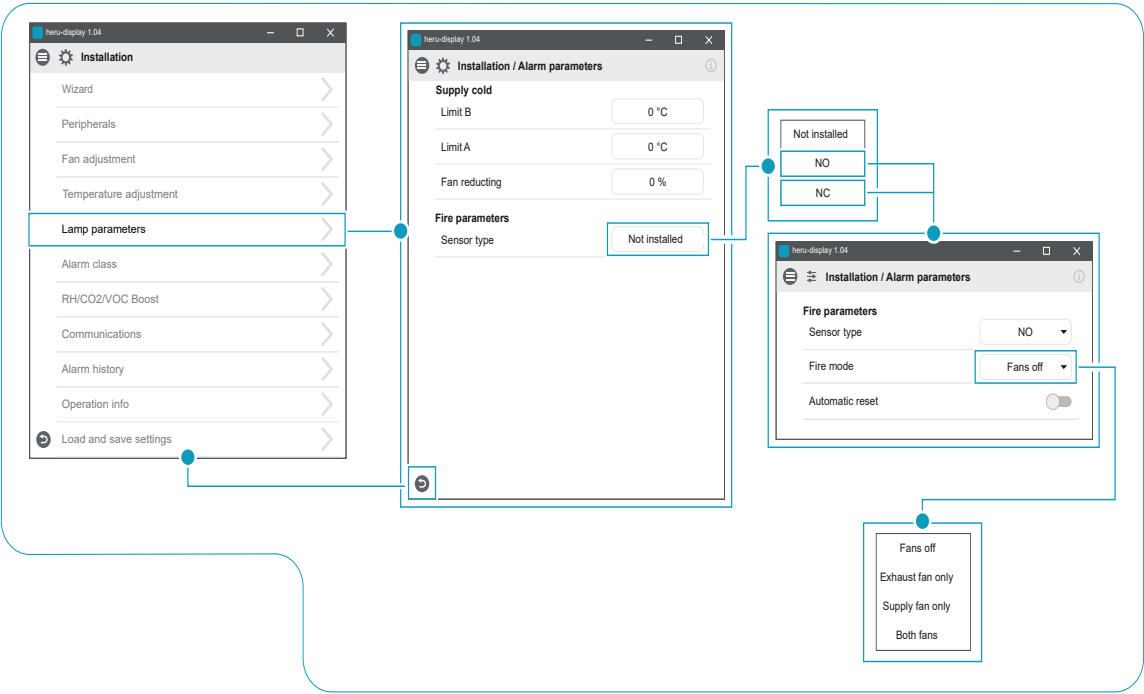 heru-display 1.04
Installation
Wizard
Peripherals
Fan adjustment
Temperature adjustment
Lamp parameters
Alarm class
RH/CO2/VOC Boost
Communications
Alarm history
Operation info
Load and save settings
heru-display 1.04
Installation / Alarm parameters
Supply cold
Limit B 0 °C
Limit A 0 °C
Fan reducting 0 %
Fire parameters
Sensor type Not installed
Not installed
NO
NC
heru-display 1.04
Installation / Alarm parameters
Fire parameters
Sensor type NO
Fire mode Fans off
Automatic reset
Fans off
Exhaust fan only
Supply fan only
Both fans